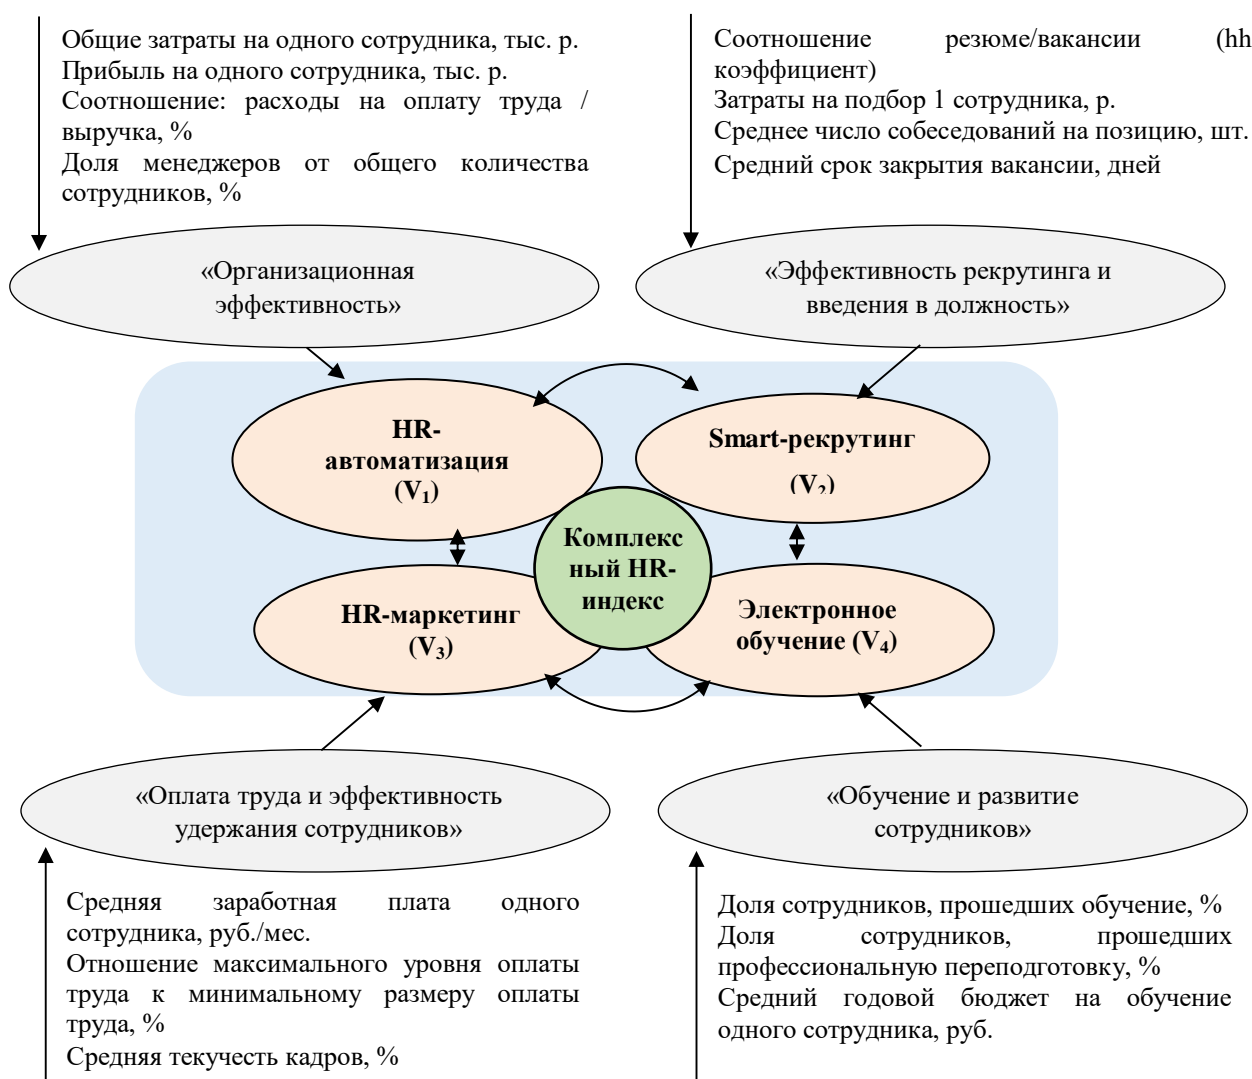 Общие затраты на одного сотрудника, тыс. р.
Прибыль на одного сотрудника, тыс. р.
Соотношение: расходы на оплату труда /
выручка, %
Доля менеджеров от общего количества
сотрудников, %
Соотношение резюме/вакансии (hh
коэффициент)
Затраты на подбор 1 сотрудника, р.
Среднее число собеседований на позицию, шт.
Средний срок закрытия вакансии, дней
«Организационная
эффективность»
«Эффективность рекрутинга и
введения в должность»
HR-
автоматизация
(V₁)
Smart-рекрутинг
(V₂)
Комплекс
ный HR-
индекс
HR-маркетинг
(V₃)
Электронное
обучение (V₄)
«Оплата труда и эффективность
удержания сотрудников»
«Обучение и развитие
сотрудников»
Средняя заработная плата одного
сотрудника, руб./мес.
Отношение максимального уровня оплаты
труда к минимальному размеру оплаты
труда, %
Средняя текучесть кадров, %
Доля сотрудников, прошедших обучение, %
Доля сотрудников, прошедших
профессиональную переподготовку, %
Средний годовой бюджет на обучение
одного сотрудника, руб.